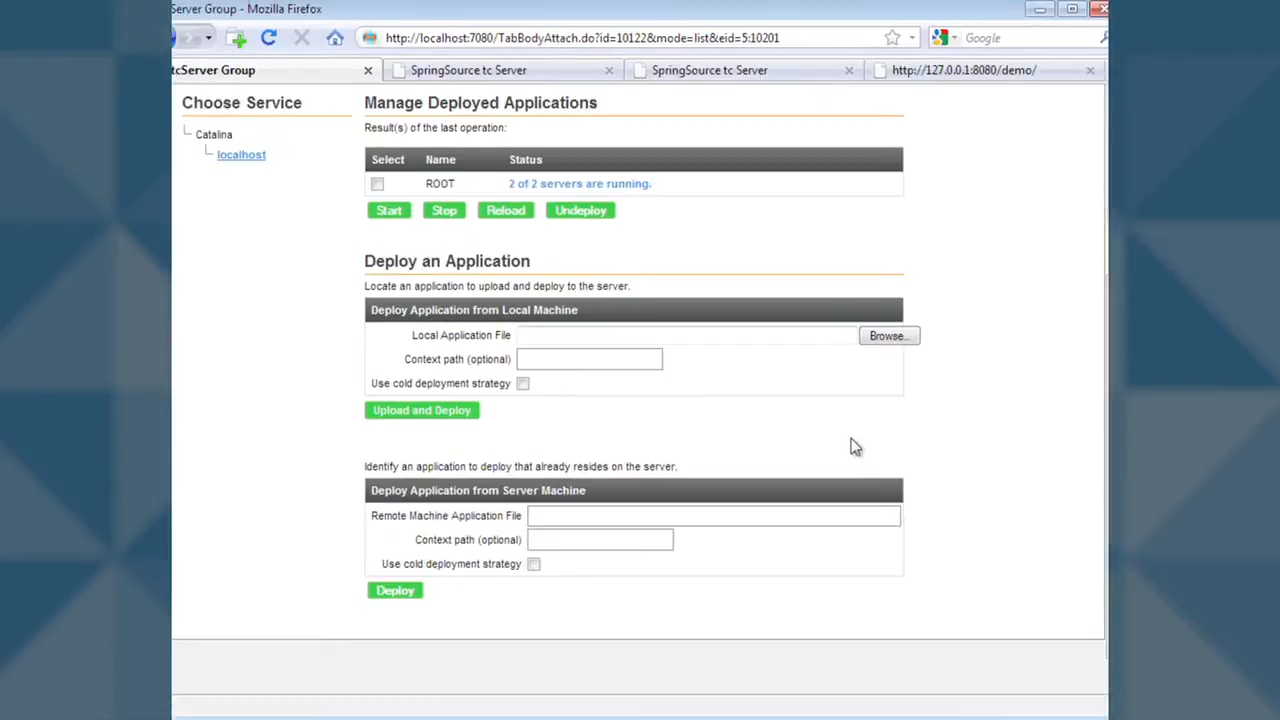 Server Group - Mozilla Firefox
http://localhost:7080/TabBodyAttach.do?id=10122&mode=list&eid=5:10201
Google
tcServer Group
SpringSource tc Server
SpringSource tc Server
http://127.0.0.1:8080/demo/
Choose Service
Catalina
localhost
Manage Deployed Applications
Result(s) of the last operation:
Select Name Status
ROOT 2 of 2 servers are running.
Start Stop Reload Undeploy
Deploy an Application
Locate an application to upload and deploy to the server.
Deploy Application from Local Machine
Local Application File Browse...
Context path (optional)
Use cold deployment strategy
Upload and Deploy
Identify an application to deploy that already resides on the server.
Deploy Application from Server Machine
Remote Machine Application File
Context path (optional)
Use cold deployment strategy
Deploy